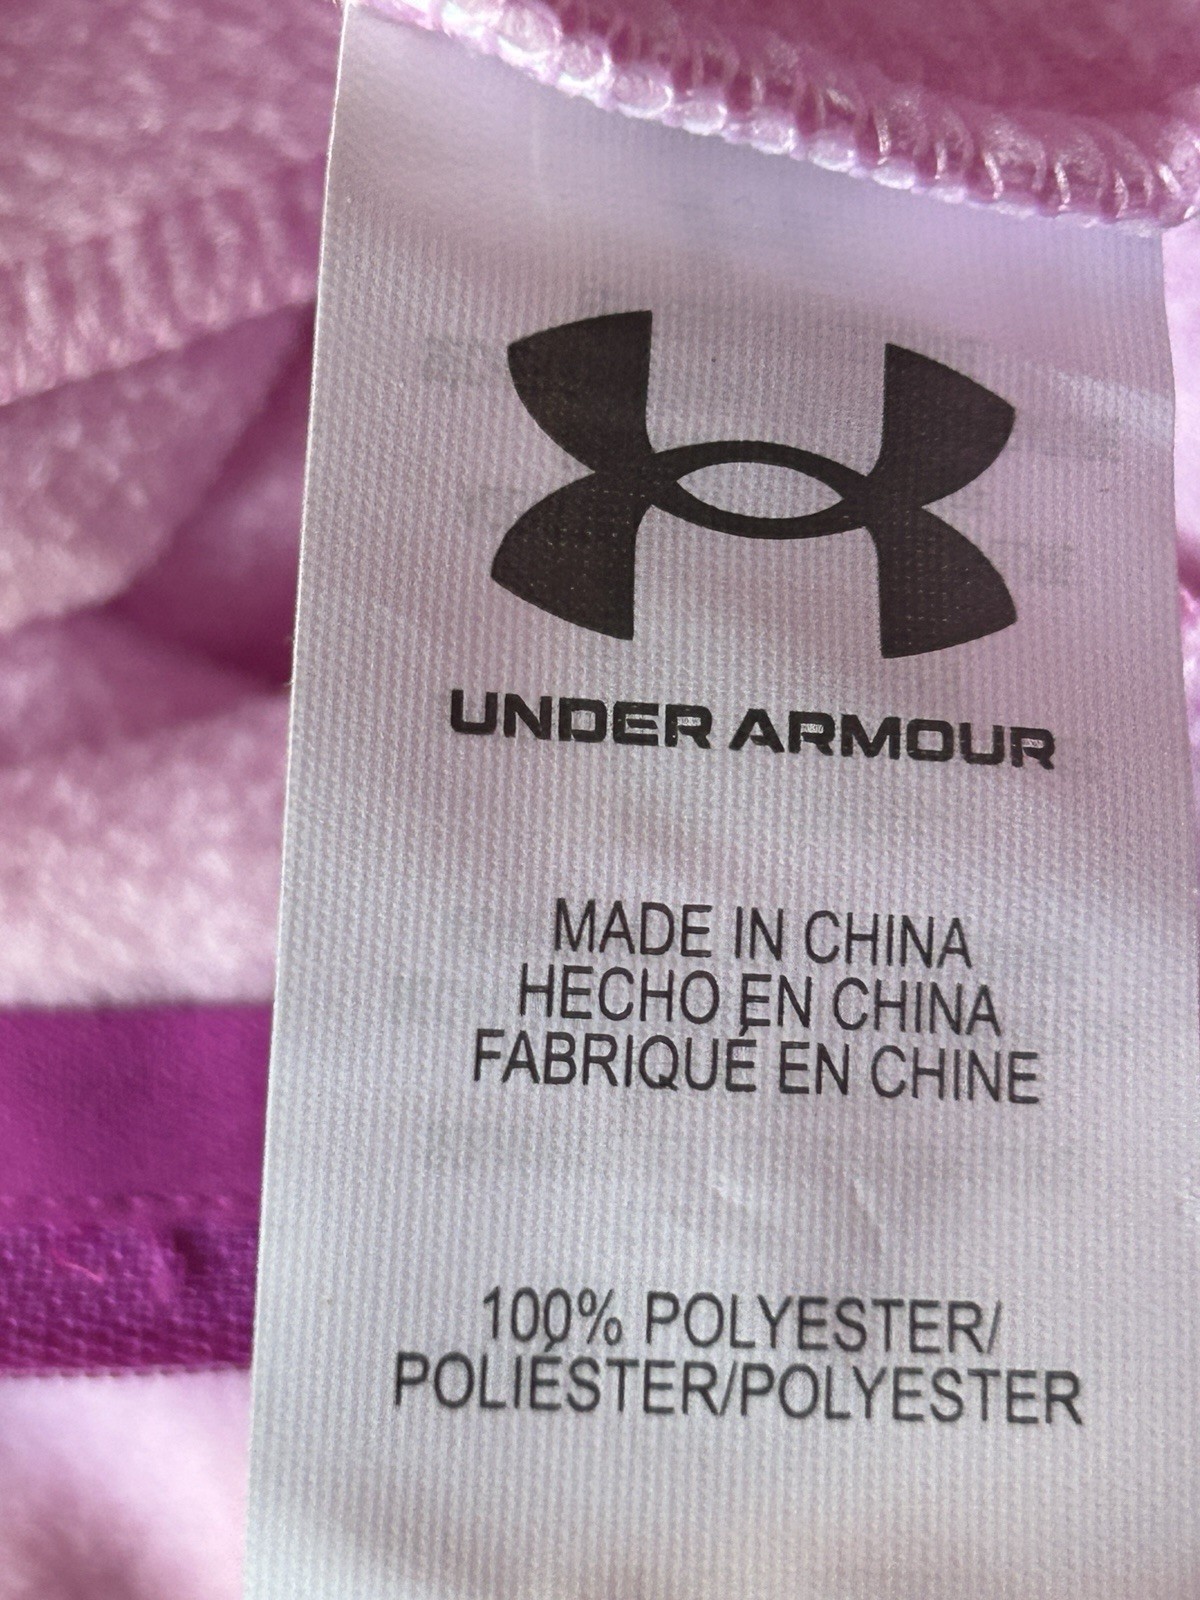 UNDER ARMOUR
MADE IN CHINA
HECHO EN CHINA
FABRIQUÉ EN CHINE
100% POLYESTER/
POLIÉSTER/POLYESTER